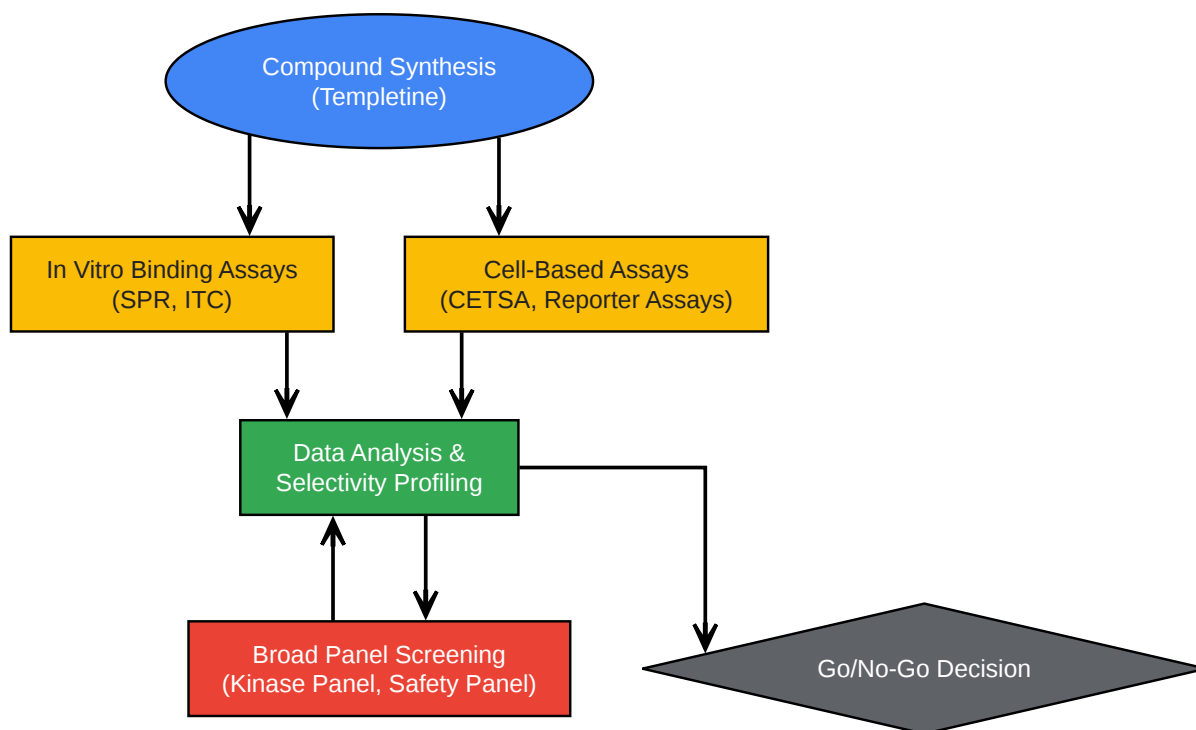 Compound Synthesis
(Templetine)
In Vitro Binding Assays
(SPR, ITC)
Cell-Based Assays
(CETSA, Reporter Assays)
Data Analysis &
Selectivity Profiling
Broad Panel Screening
(Kinase Panel, Safety Panel)
Go/No-Go Decision